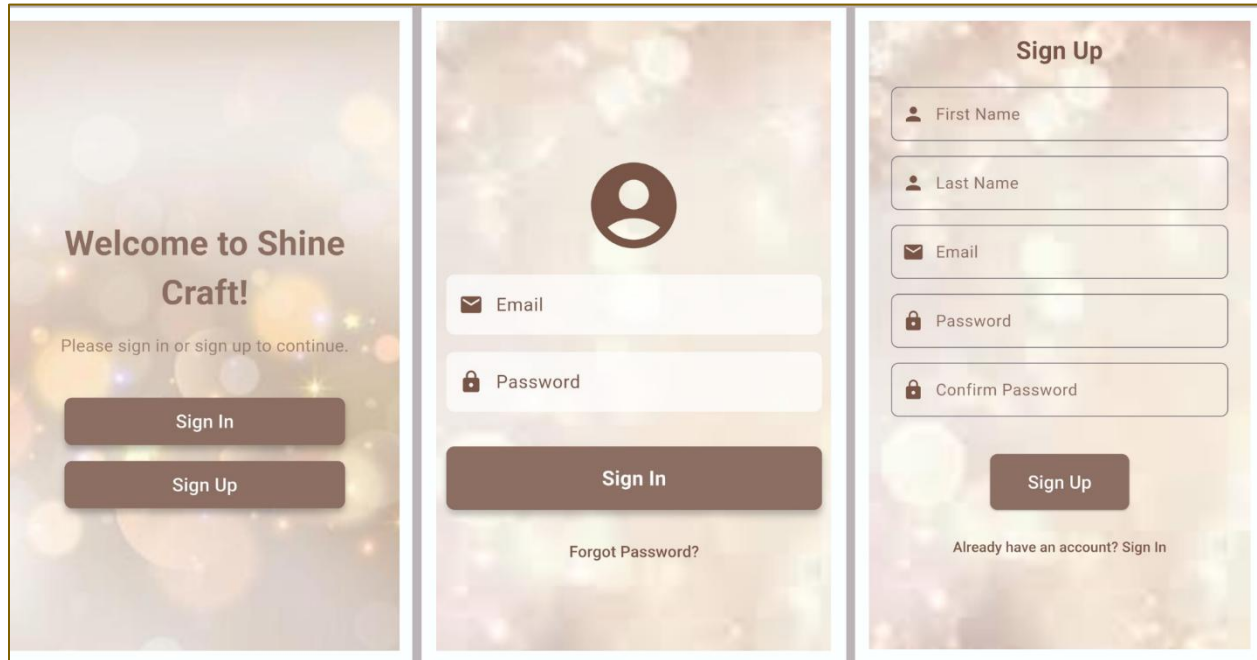 Welcome to Shine
Craft!
Please sign in or sign up to continue.
Sign In
Sign Up
Email
Password
Sign In
Forgot Password?
Sign Up
First Name
Last Name
Email
Password
Confirm Password
Sign Up
Already have an account? Sign In